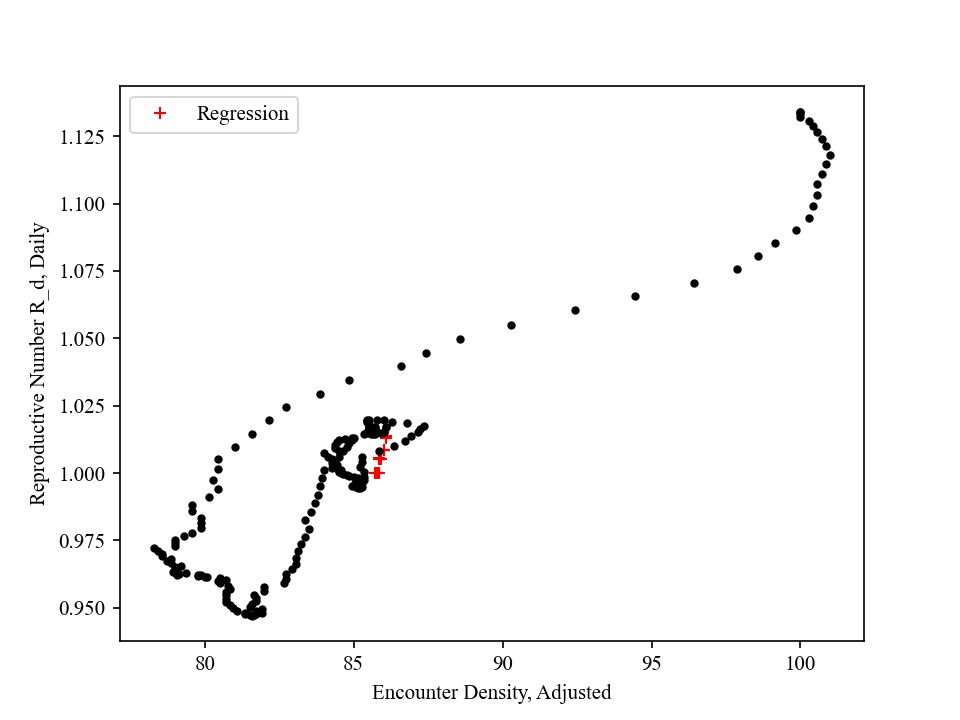 Regression
1.125
1.100
1.075
1.050
1.025
1.000
0.975
0.950
Reproductive Number R_d, Daily
80 85 90 95 100
Encounter Density, Adjusted